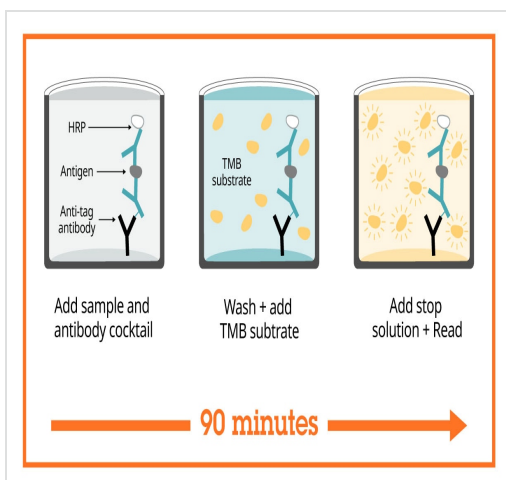 HRP
Antigen
Anti-tag
antibody
TMB
substrate
Add sample and
antibody cocktail
Wash + add
TMB subtrate
Add stop
solution + Read
90 minutes